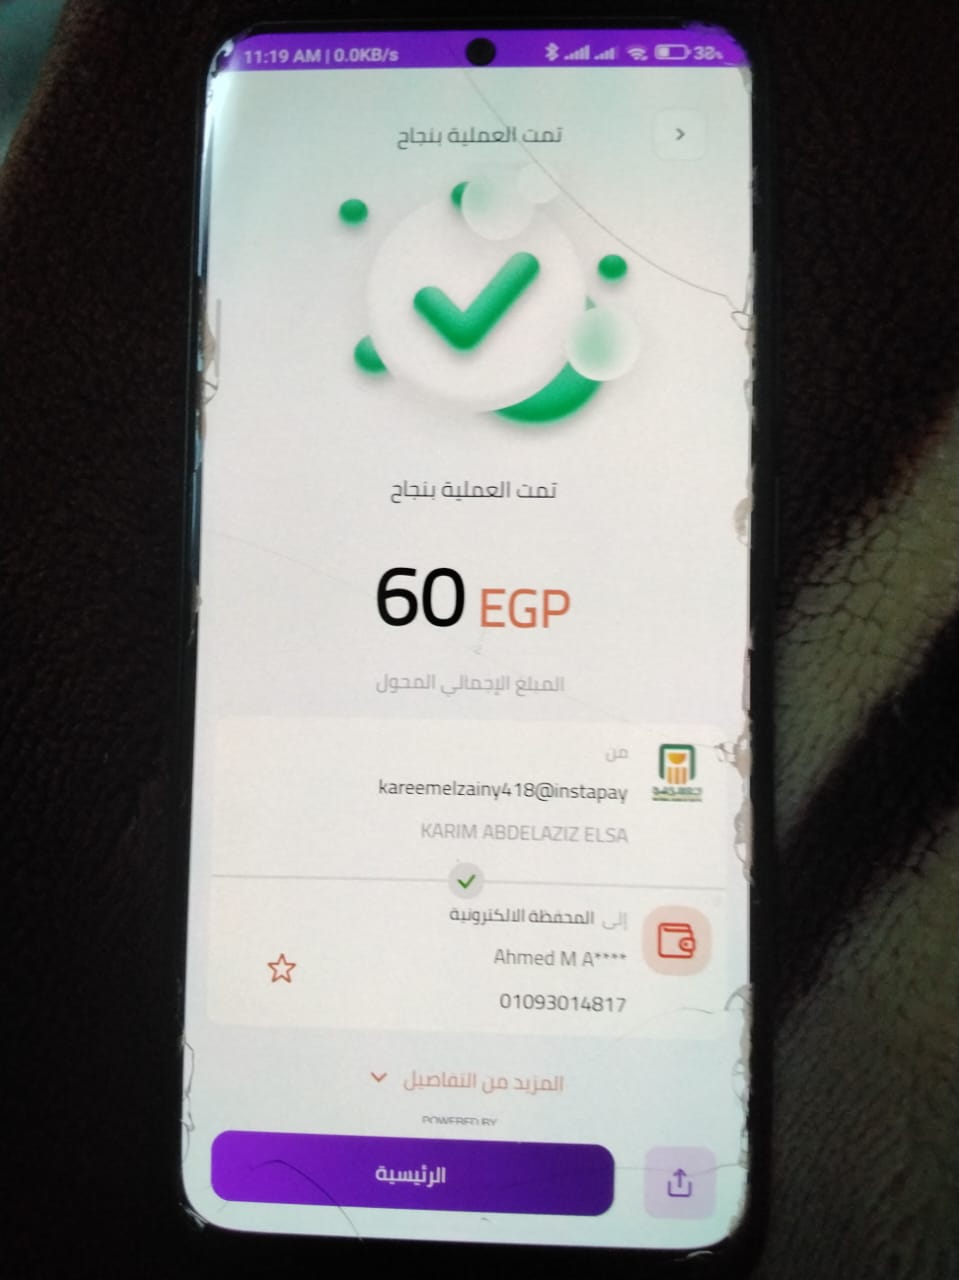 11:19 AM | 0.0KB/s 38%
تمت العملية بنجاح
تمت العملية بنجاح
60 EGP
المبلغ الإجمالي المحول
من
kareemelzainy418@instapay
KARIM ABDELAZIZ ELSA
إلى المحفظة الالكترونية
Ahmed M A****
01093014817
المزيد من التفاصيل
POWERED BY
الرئيسية